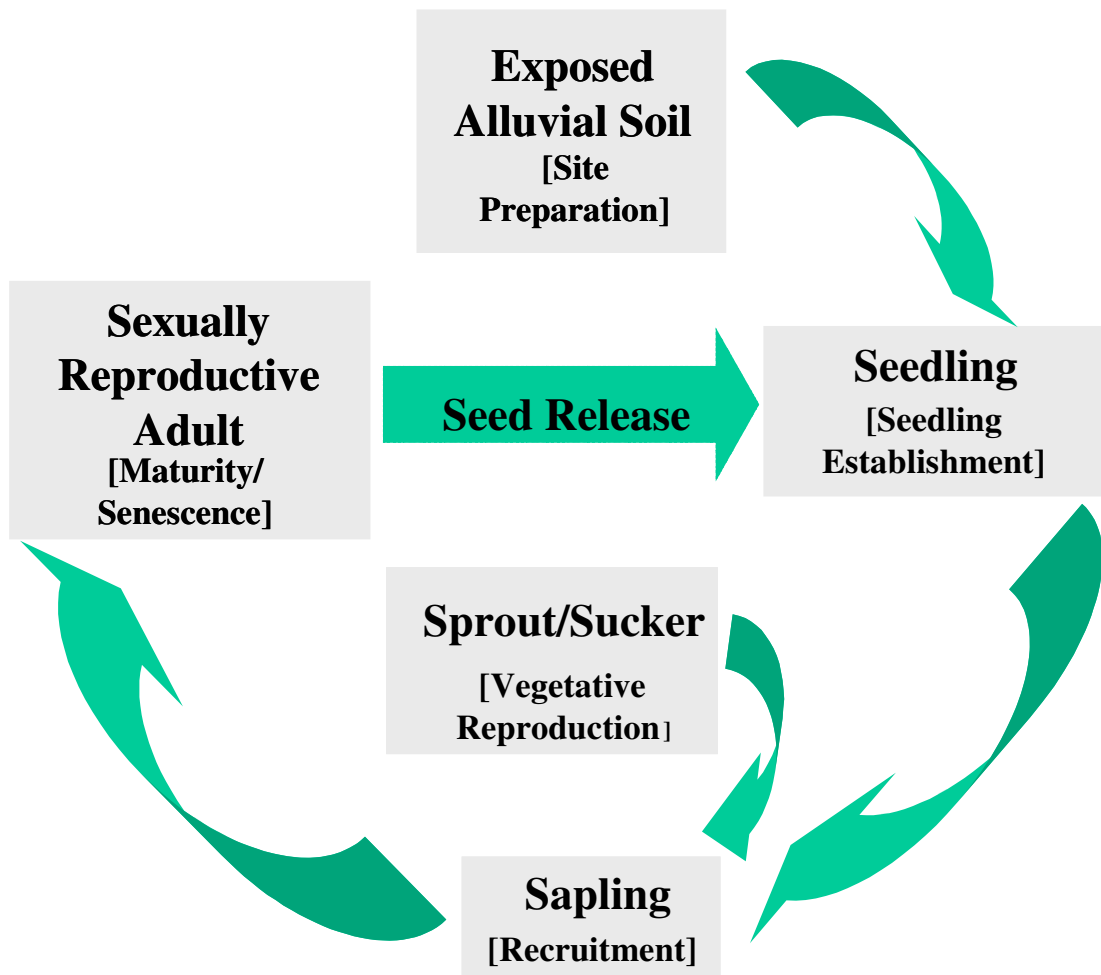 Exposed
Alluvial Soil
[Site
Preparation]
Sexually
Reproductive
Adult
[Maturity/
Senescence]
Seed Release
Seedling
[Seedling
Establishment]
Sprout/Sucker
[Vegetative
Reproduction]
Sapling
[Recruitment]